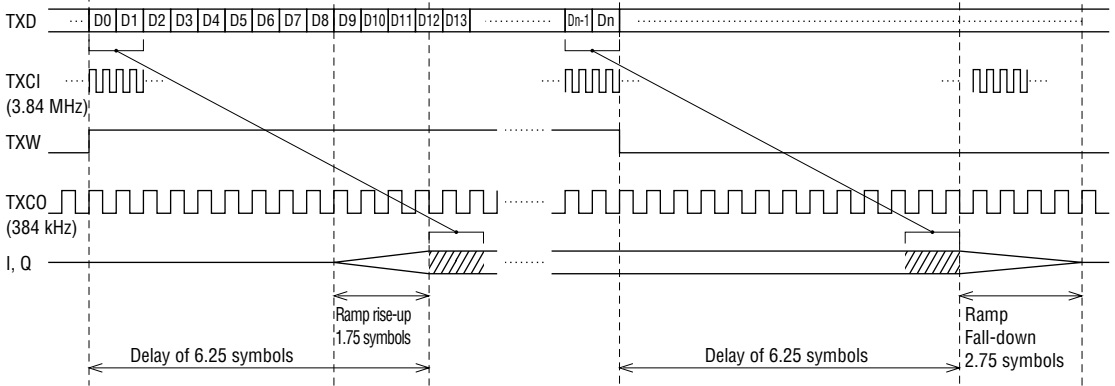 TXD D0 D1 D2 D3 D4 D5 D6 D7 D8 D9 D10 D11 D12 D13 Dn-1 Dn
TXCI
(3.84 MHz)
TXW
TXCO
(384 kHz)
I, Q
Ramp rise-up
1.75 symbols
Ramp
Fall-down
2.75 symbols
Delay of 6.25 symbols
Delay of 6.25 symbols